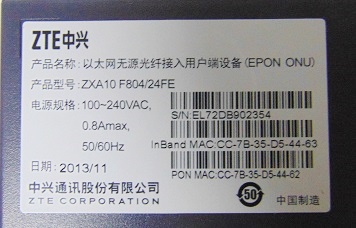 ZTE中兴
产品名称：以太网无源光纤接入用户端设备(EPON ONU)
产品型号：ZXA10 F804/24FE
电源规格：100~240VAC,
0.8Amax,
50/60Hz
S/N:EL72DB902354
InBand MAC:CC-7B-35-D5-44-63
日期：2013/11
PON MAC:CC-7B-35-D5-44-62
中兴通讯股份有限公司
ZTE CORPORATION
50
中国制造